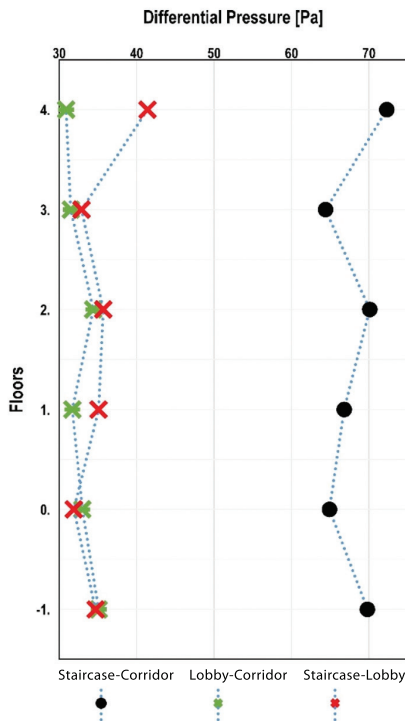 Differential Pressure [Pa]
30 40 50 60 70
4.
3.
2.
1.
0.
-1.
Floors
Staircase-Corridor Lobby-Corridor Staircase-Lobby